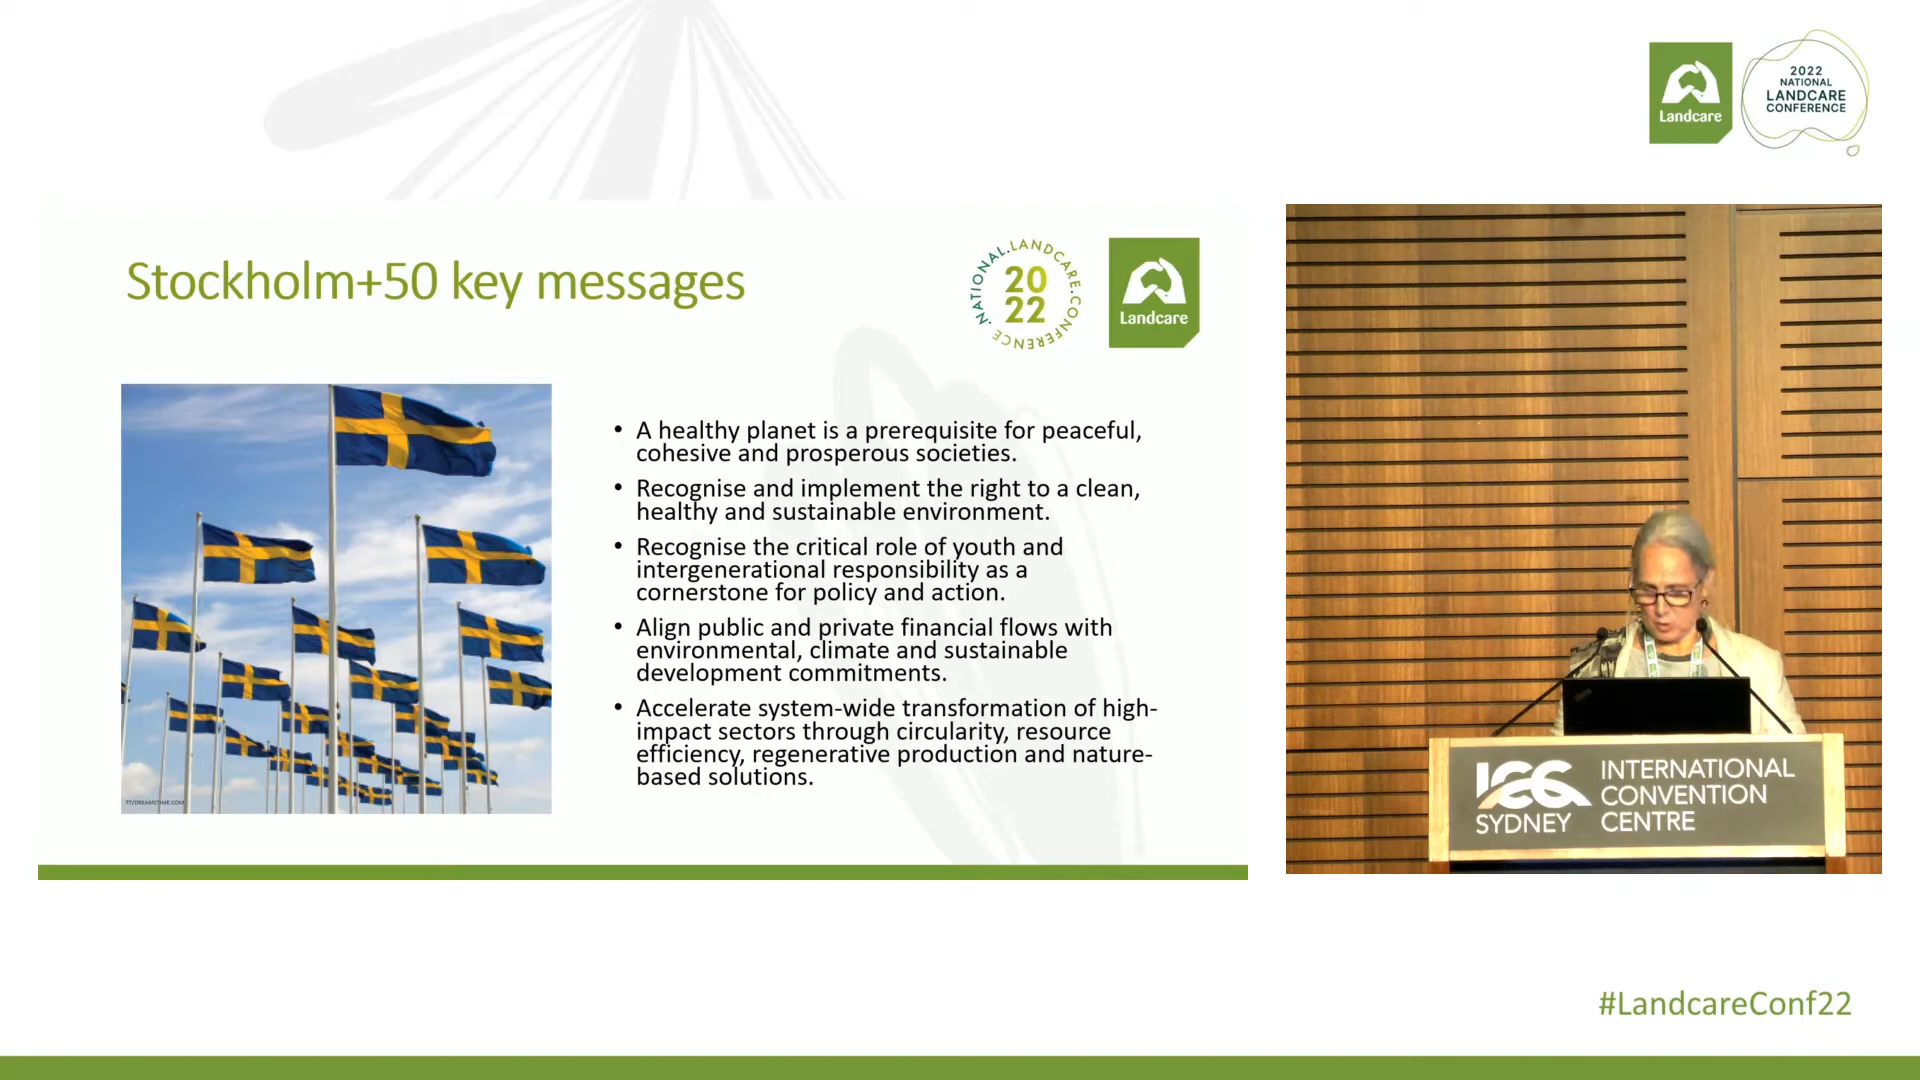 2022
NATIONAL
LANDCARE
CONFERENCE
Landcare
Stockholm+50 key messages
.NATIONAL.LANDCARE.CONFERENCE
20
22
Landcare
• A healthy planet is a prerequisite for peaceful,
cohesive and prosperous societies.
• Recognise and implement the right to a clean,
healthy and sustainable environment.
• Recognise the critical role of youth and
intergenerational responsibility as a
cornerstone for policy and action.
• Align public and private financial flows with
environmental, climate and sustainable
development commitments.
• Accelerate system-wide transformation of high-
impact sectors through circularity, resource
efficiency, regenerative production and nature-
based solutions.
TT/DREAMSTIME.COM
ICC
SYDNEY
INTERNATIONAL
CONVENTION
CENTRE
#LandcareConf22